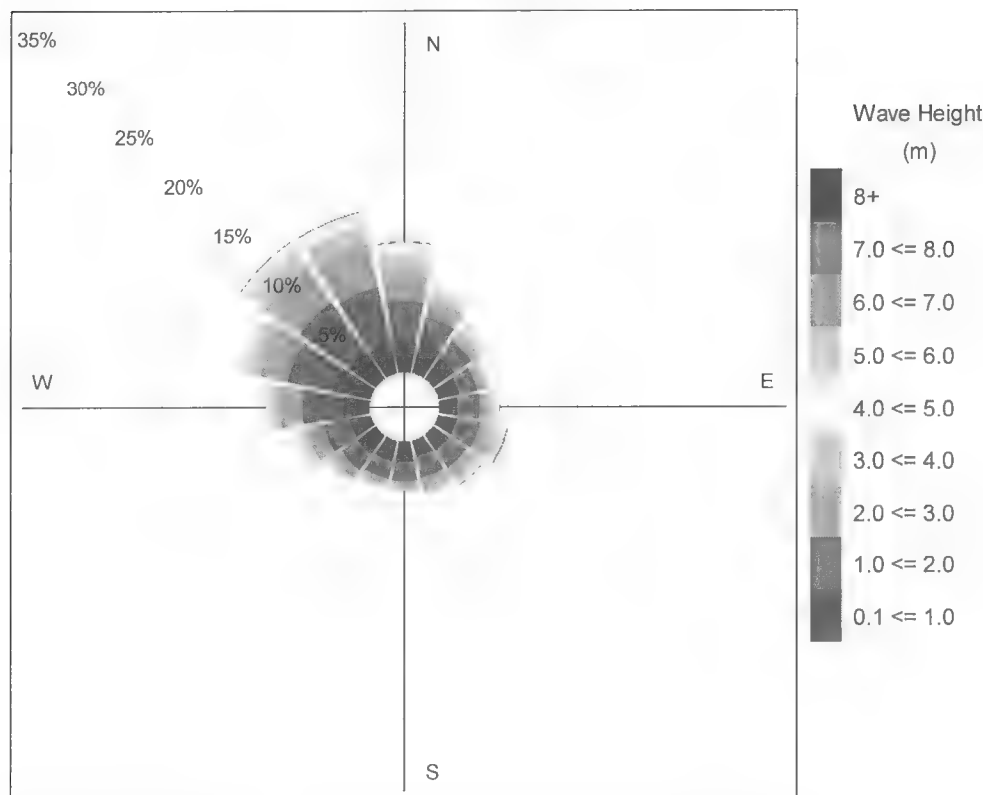 35%
N
30%
25%
20%
15%
10%
5%
W
E
S
Wave Height
(m)
8+
7.0 <= 8.0
6.0 <= 7.0
5.0 <= 6.0
4.0 <= 5.0
3.0 <= 4.0
2.0 <= 3.0
1.0 <= 2.0
0.1 <= 1.0